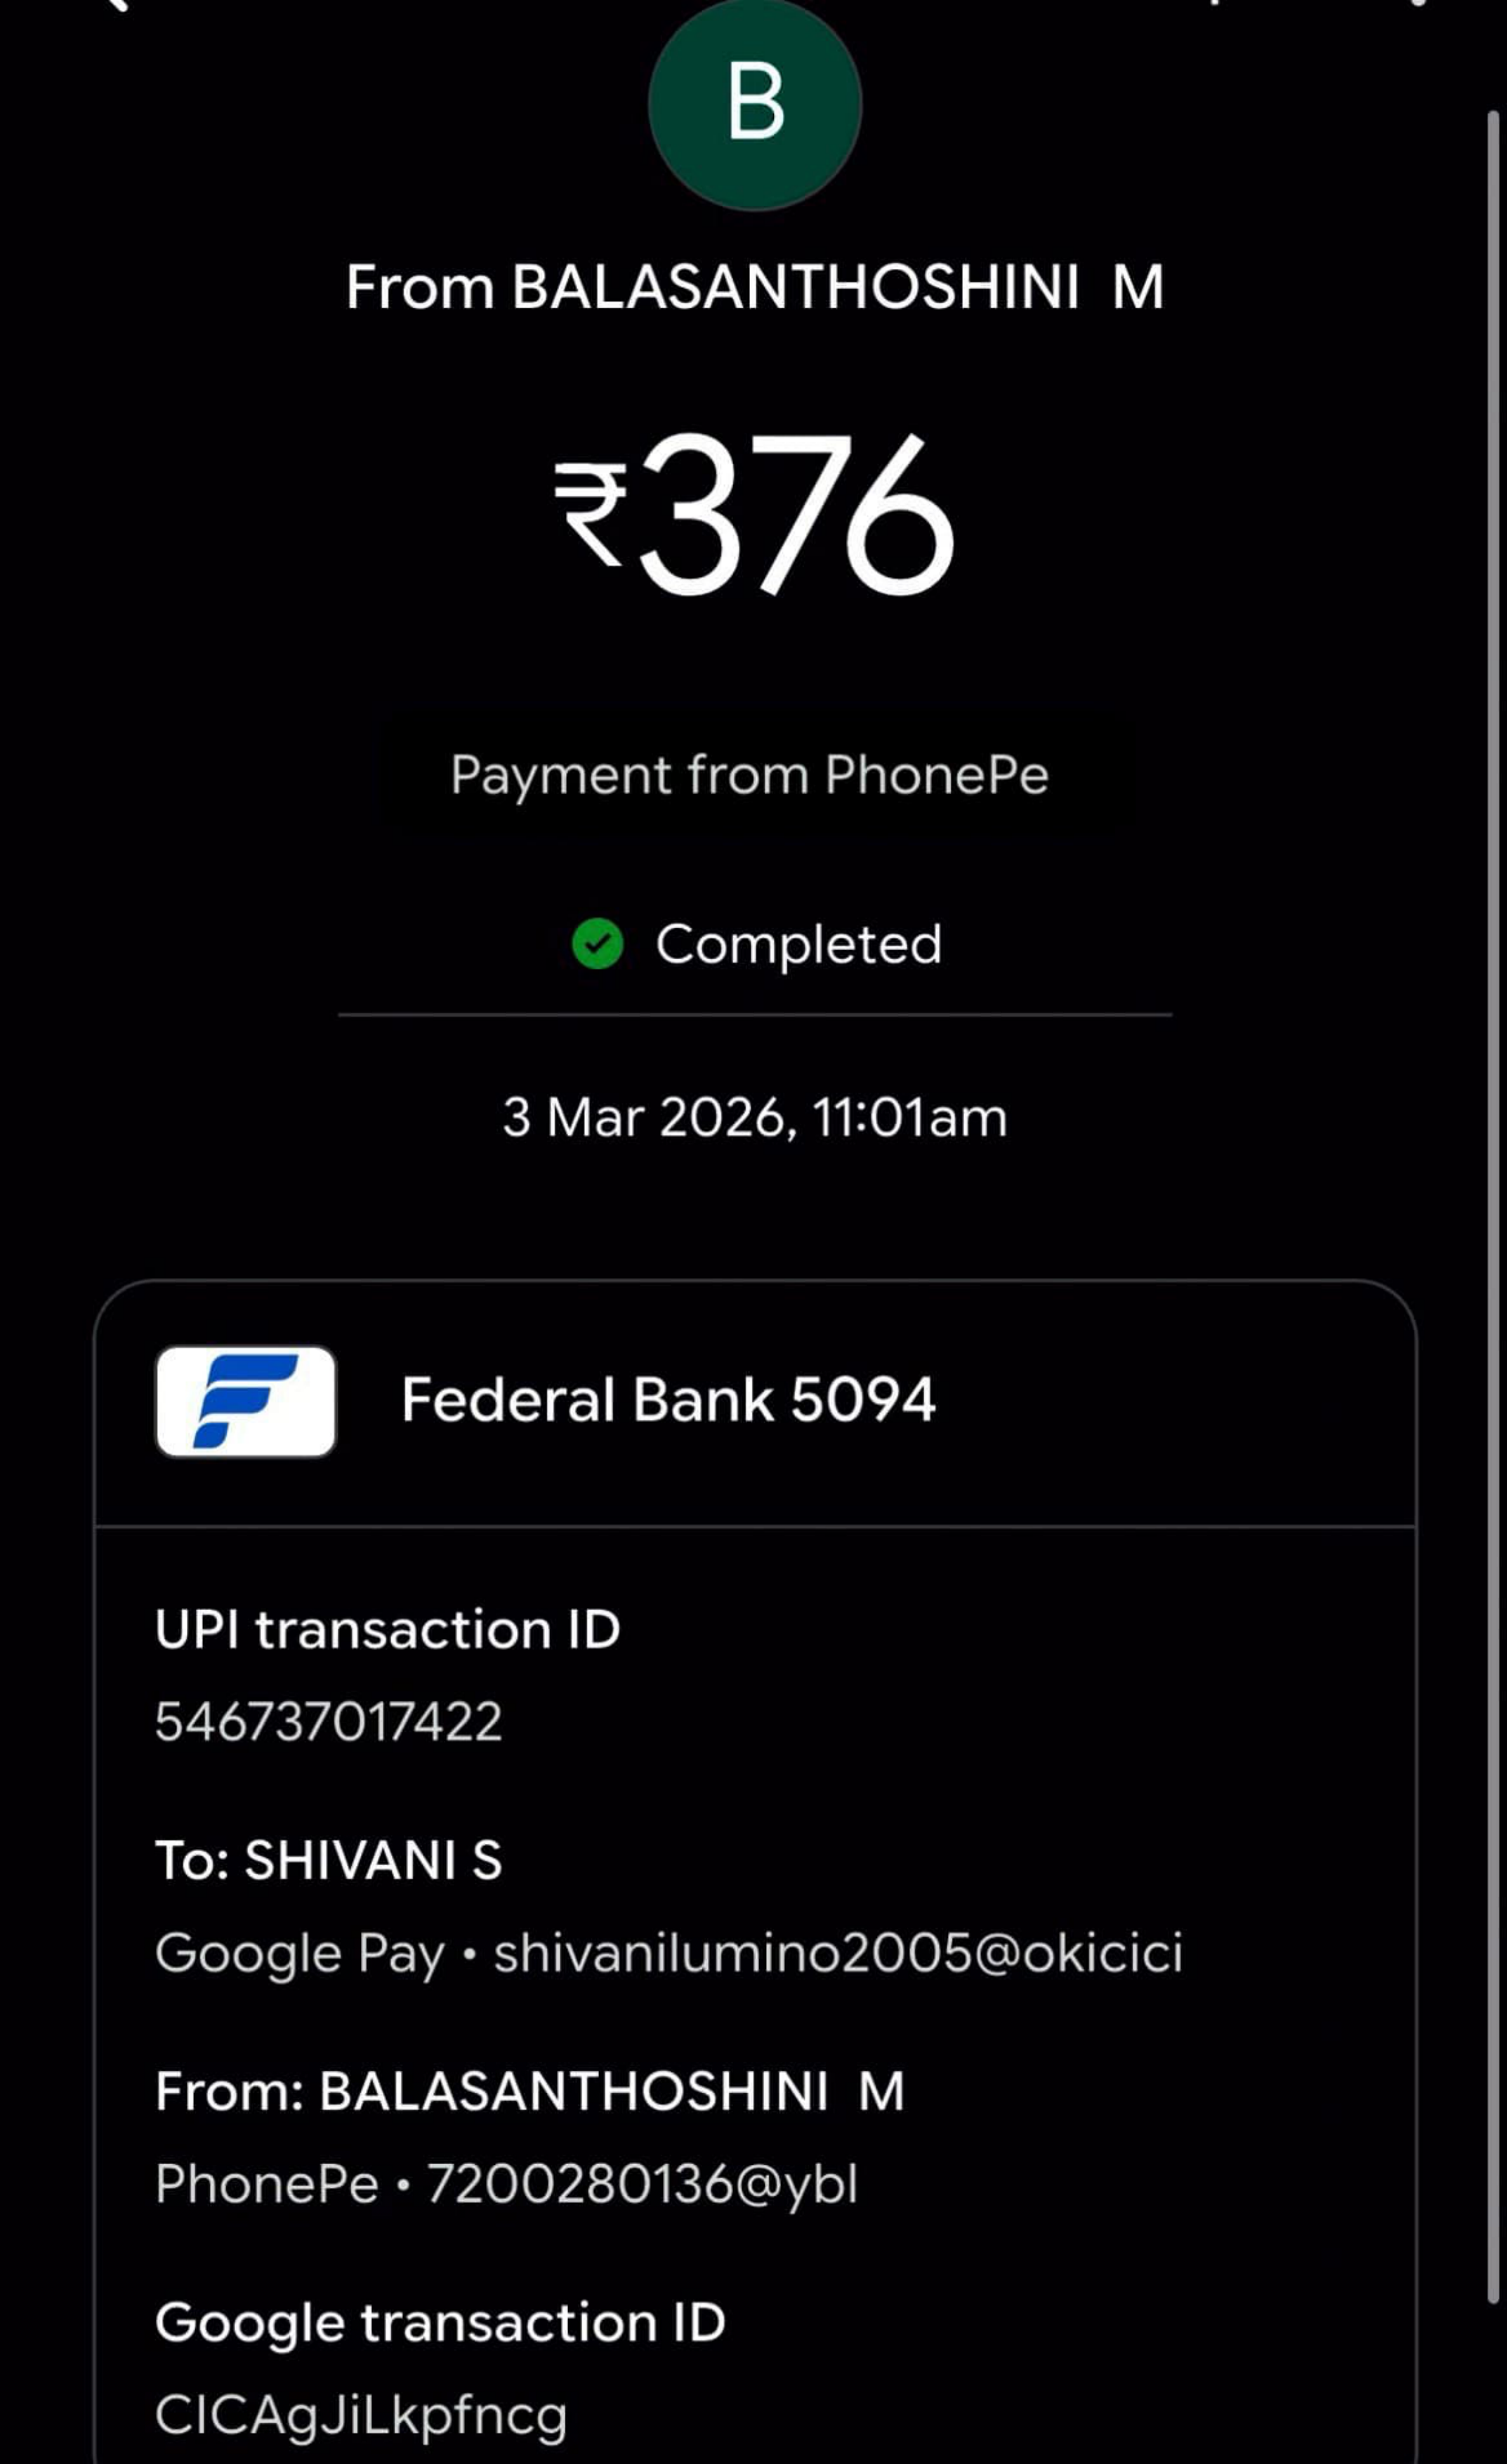 B
From BALASANTHOSHINI  M
₹376
Payment from PhonePe
Completed
3 Mar 2026, 11:01am
Federal Bank 5094
UPI transaction ID
546737017422
To: SHIVANI S
Google Pay • shivanilumino2005@okicici
From: BALASANTHOSHINI  M
PhonePe • 7200280136@ybl
Google transaction ID
CICAgJiLkpfncg